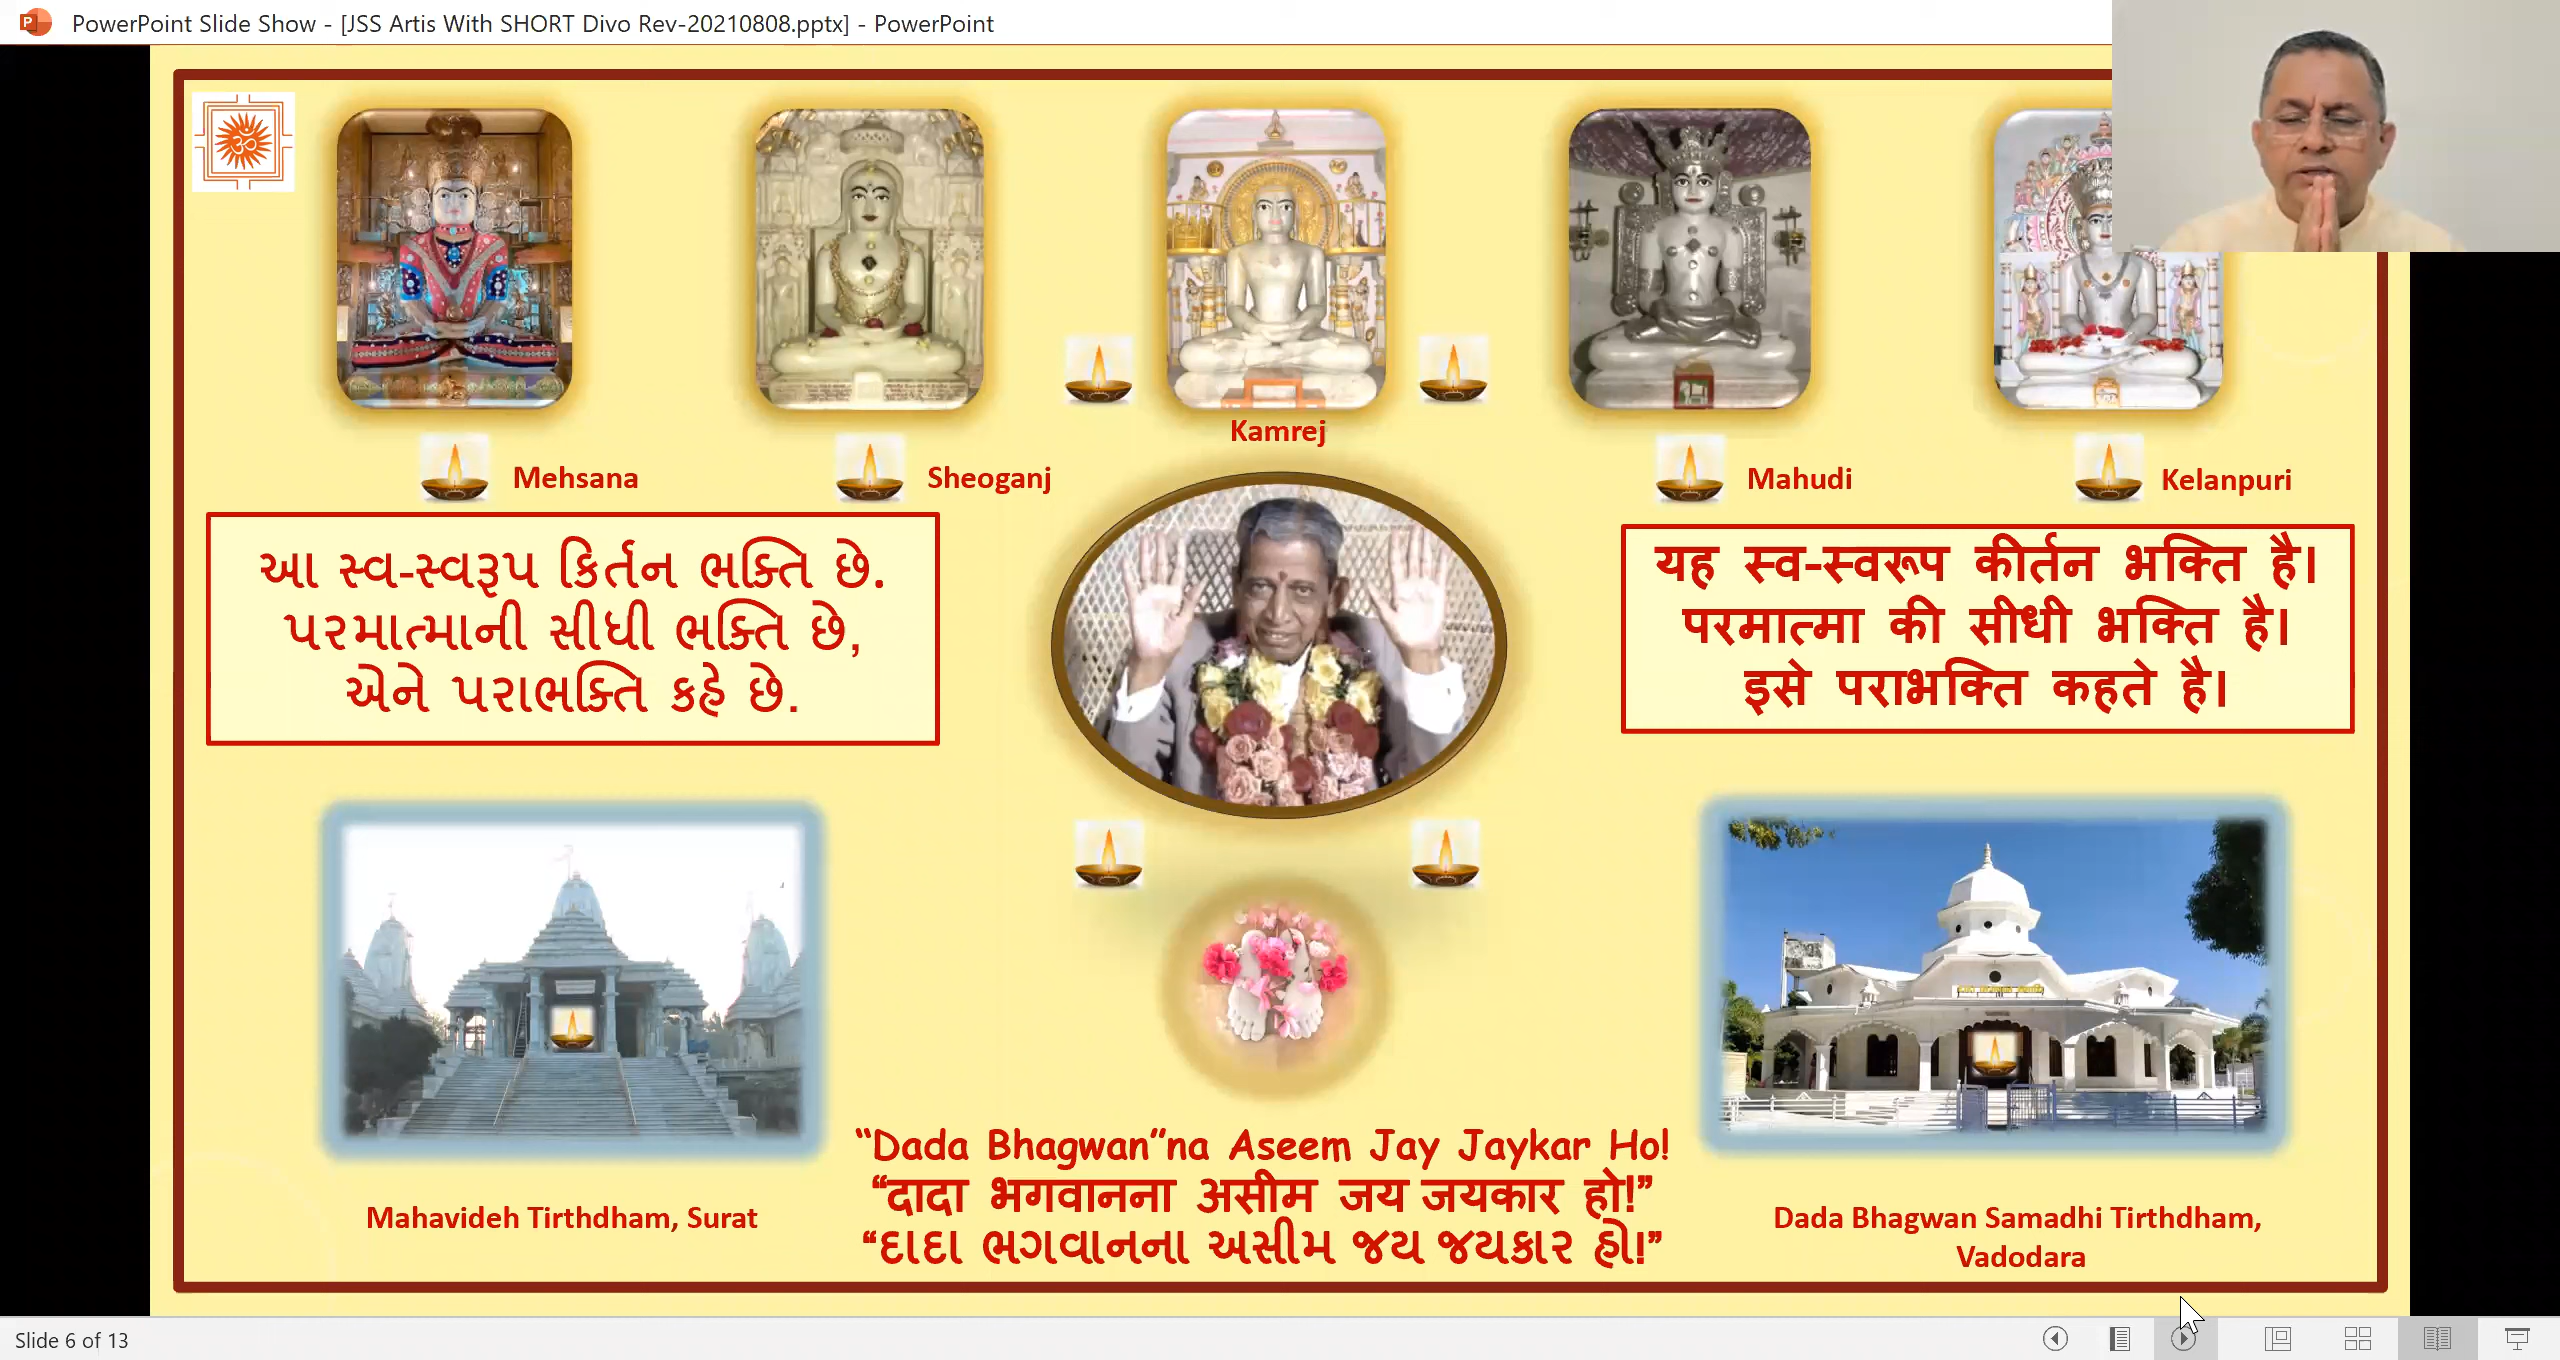 PowerPoint Slide Show - [JSS Artis With SHORT Divo Rev-20210808.pptx] - PowerPoint
Kamrej
Mehsana
Sheoganj
Mahudi
Kelanpuri
આ સ્વ-સ્વરૂપ કિર્તન ભક્તિ છે.
પરમાત્માની સીધી ભક્તિ છે,
એને પરાભક્તિ કહે છે.
यह स्व-स्वरूप कीर्तन भक्ति है।
परमात्मा की सीधी भक्ति है।
इसे पराभक्ति कहते है।
Mahavideh Tirthdham, Surat
"Dada Bhagwan"na Aseem Jay Jaykar Ho!
“दादा भगवानना असीम जय जयकार हो!”
“દાદા ભગવાનના અસીમ જય જયકાર હો!”
Dada Bhagwan Samadhi Tirthdham,
Vadodara
Slide 6 of 13